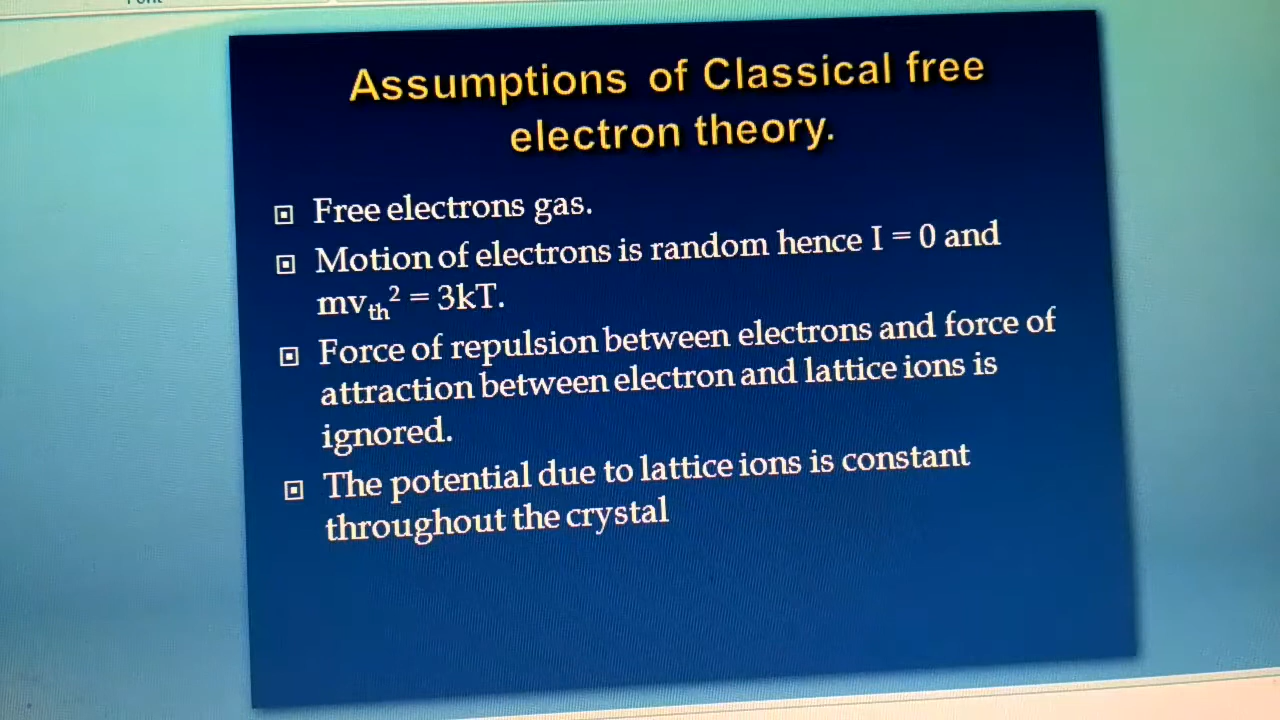 Assumptions of Classical free
electron theory.
Free electrons gas.
Motion of electrons is random hence I = 0 and
mv_th² = 3kT.
Force of repulsion between electrons and force of
attraction between electron and lattice ions is
ignored.
The potential due to lattice ions is constant
throughout the crystal